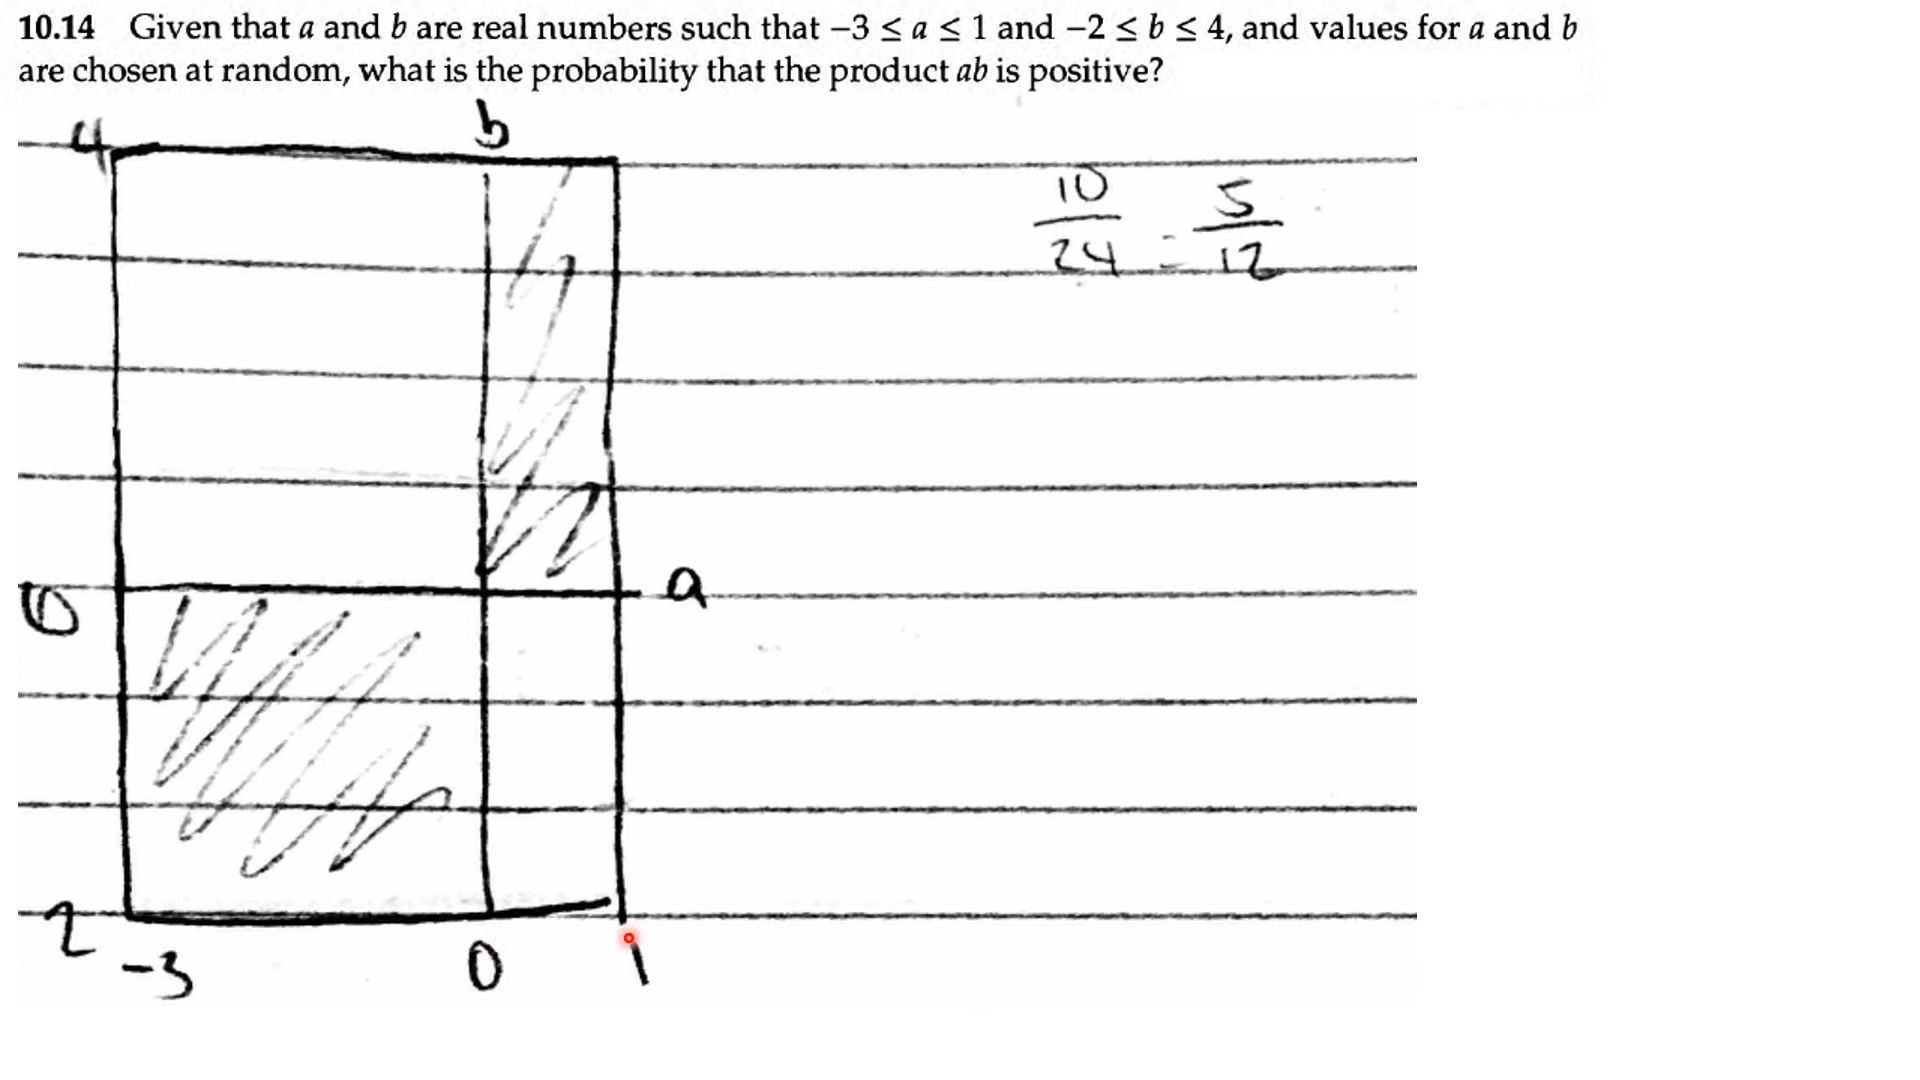 10.14 Given that a and b are real numbers such that −3 ≤ a ≤ 1 and −2 ≤ b ≤ 4, and values for a and b
are chosen at random, what is the probability that the product ab is positive?
b
4
10/24 = 5/12
a
0
2
-3 0 1